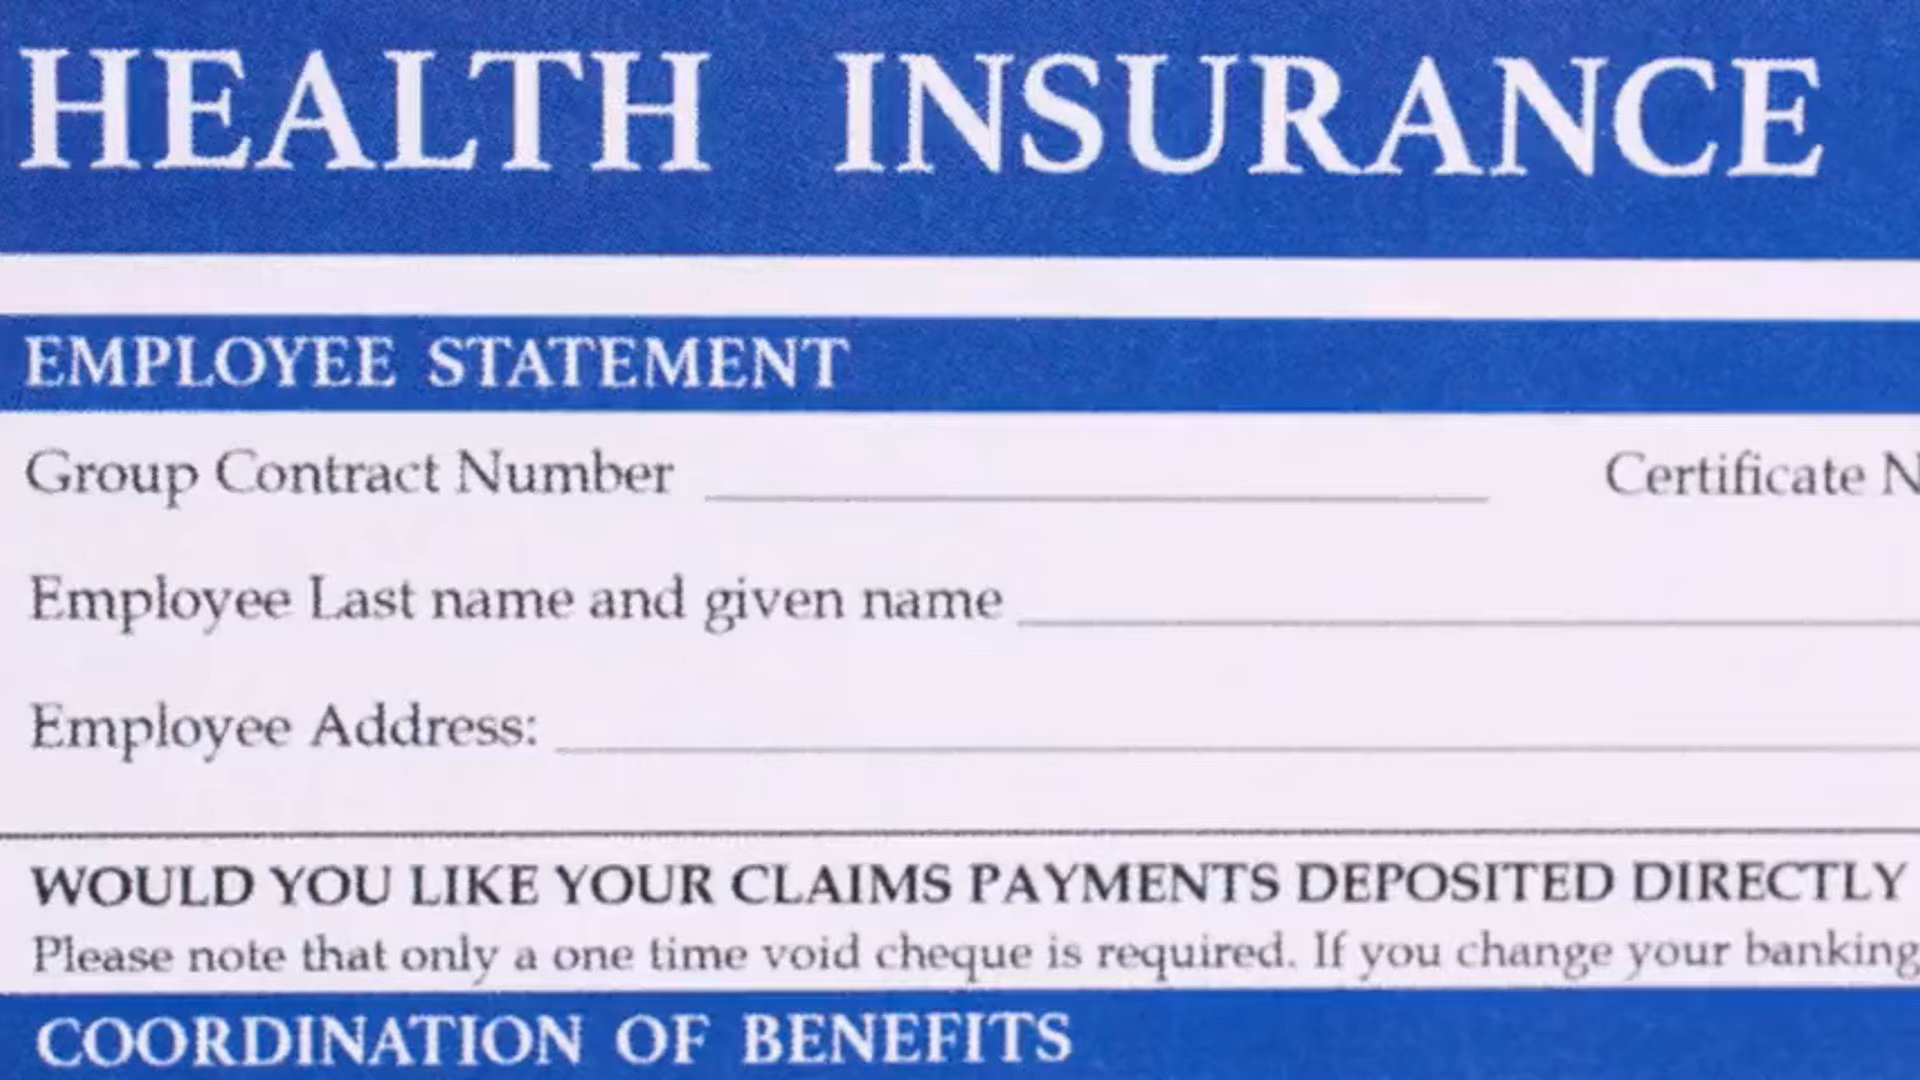 HEALTH INSURANCE
EMPLOYEE STATEMENT
Group Contract Number Certificate N
Employee Last name and given name
Employee Address:
WOULD YOU LIKE YOUR CLAIMS PAYMENTS DEPOSITED DIRECTLY
Please note that only a one time void cheque is required. If you change your banking
COORDINATION OF BENEFITS